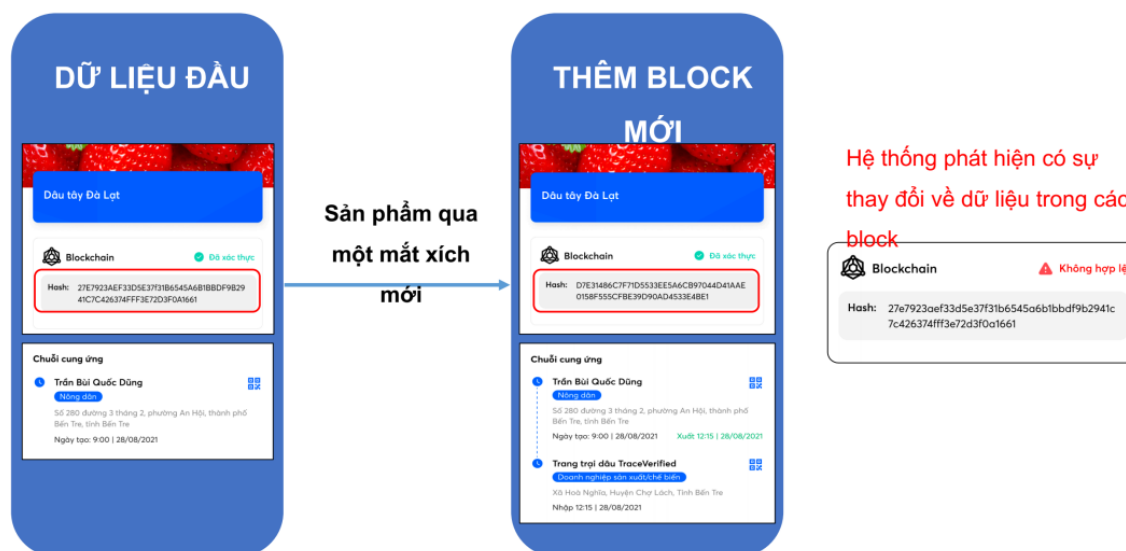 DỮ LIỆU ĐẦU
Dâu tây Đà Lạt
Blockchain
Đã xác thực
Hash: 27E7923AEF33D5E37F31B6545A6B1BBDF9B29
41C7C426374FFF3E72D3F0A1661
Chuỗi cung ứng
Trần Bùi Quốc Dũng
Nông dân
Số 280 đường 3 tháng 2, phường An Hội, thành phố
Bến Tre, tỉnh Bến Tre
Ngày tạo: 9:00 | 28/08/2021
Sản phẩm qua
một mắt xích
mới
THÊM BLOCK
MỚI
Dâu tây Đà Lạt
Blockchain
Đã xác thực
Hash: D7E31486C7F71D5533EE5A6CB97044D41AAE
0158F555CFBE39D90AD4533E4BE1
Chuỗi cung ứng
Trần Bùi Quốc Dũng
Nông dân
Số 280 đường 3 tháng 2, phường An Hội, thành phố
Bến Tre, tỉnh Bến Tre
Ngày tạo: 9:00 | 28/08/2021 Xuất 12:15 | 28/08/2021
Trang trại dâu TraceVerified
Doanh nghiệp sản xuất/chế biến
Xã Hoà Nghĩa, Huyện Chợ Lách, Tỉnh Bến Tre
Nhập 12:15 | 28/08/2021
Hệ thống phát hiện có sự
thay đổi về dữ liệu trong các
block
Blockchain
Không hợp lệ
Hash: 27e7923aef33d5e37f31b6545a6b1bbdf9b2941c
7c426374fff3e72d3f0a1661